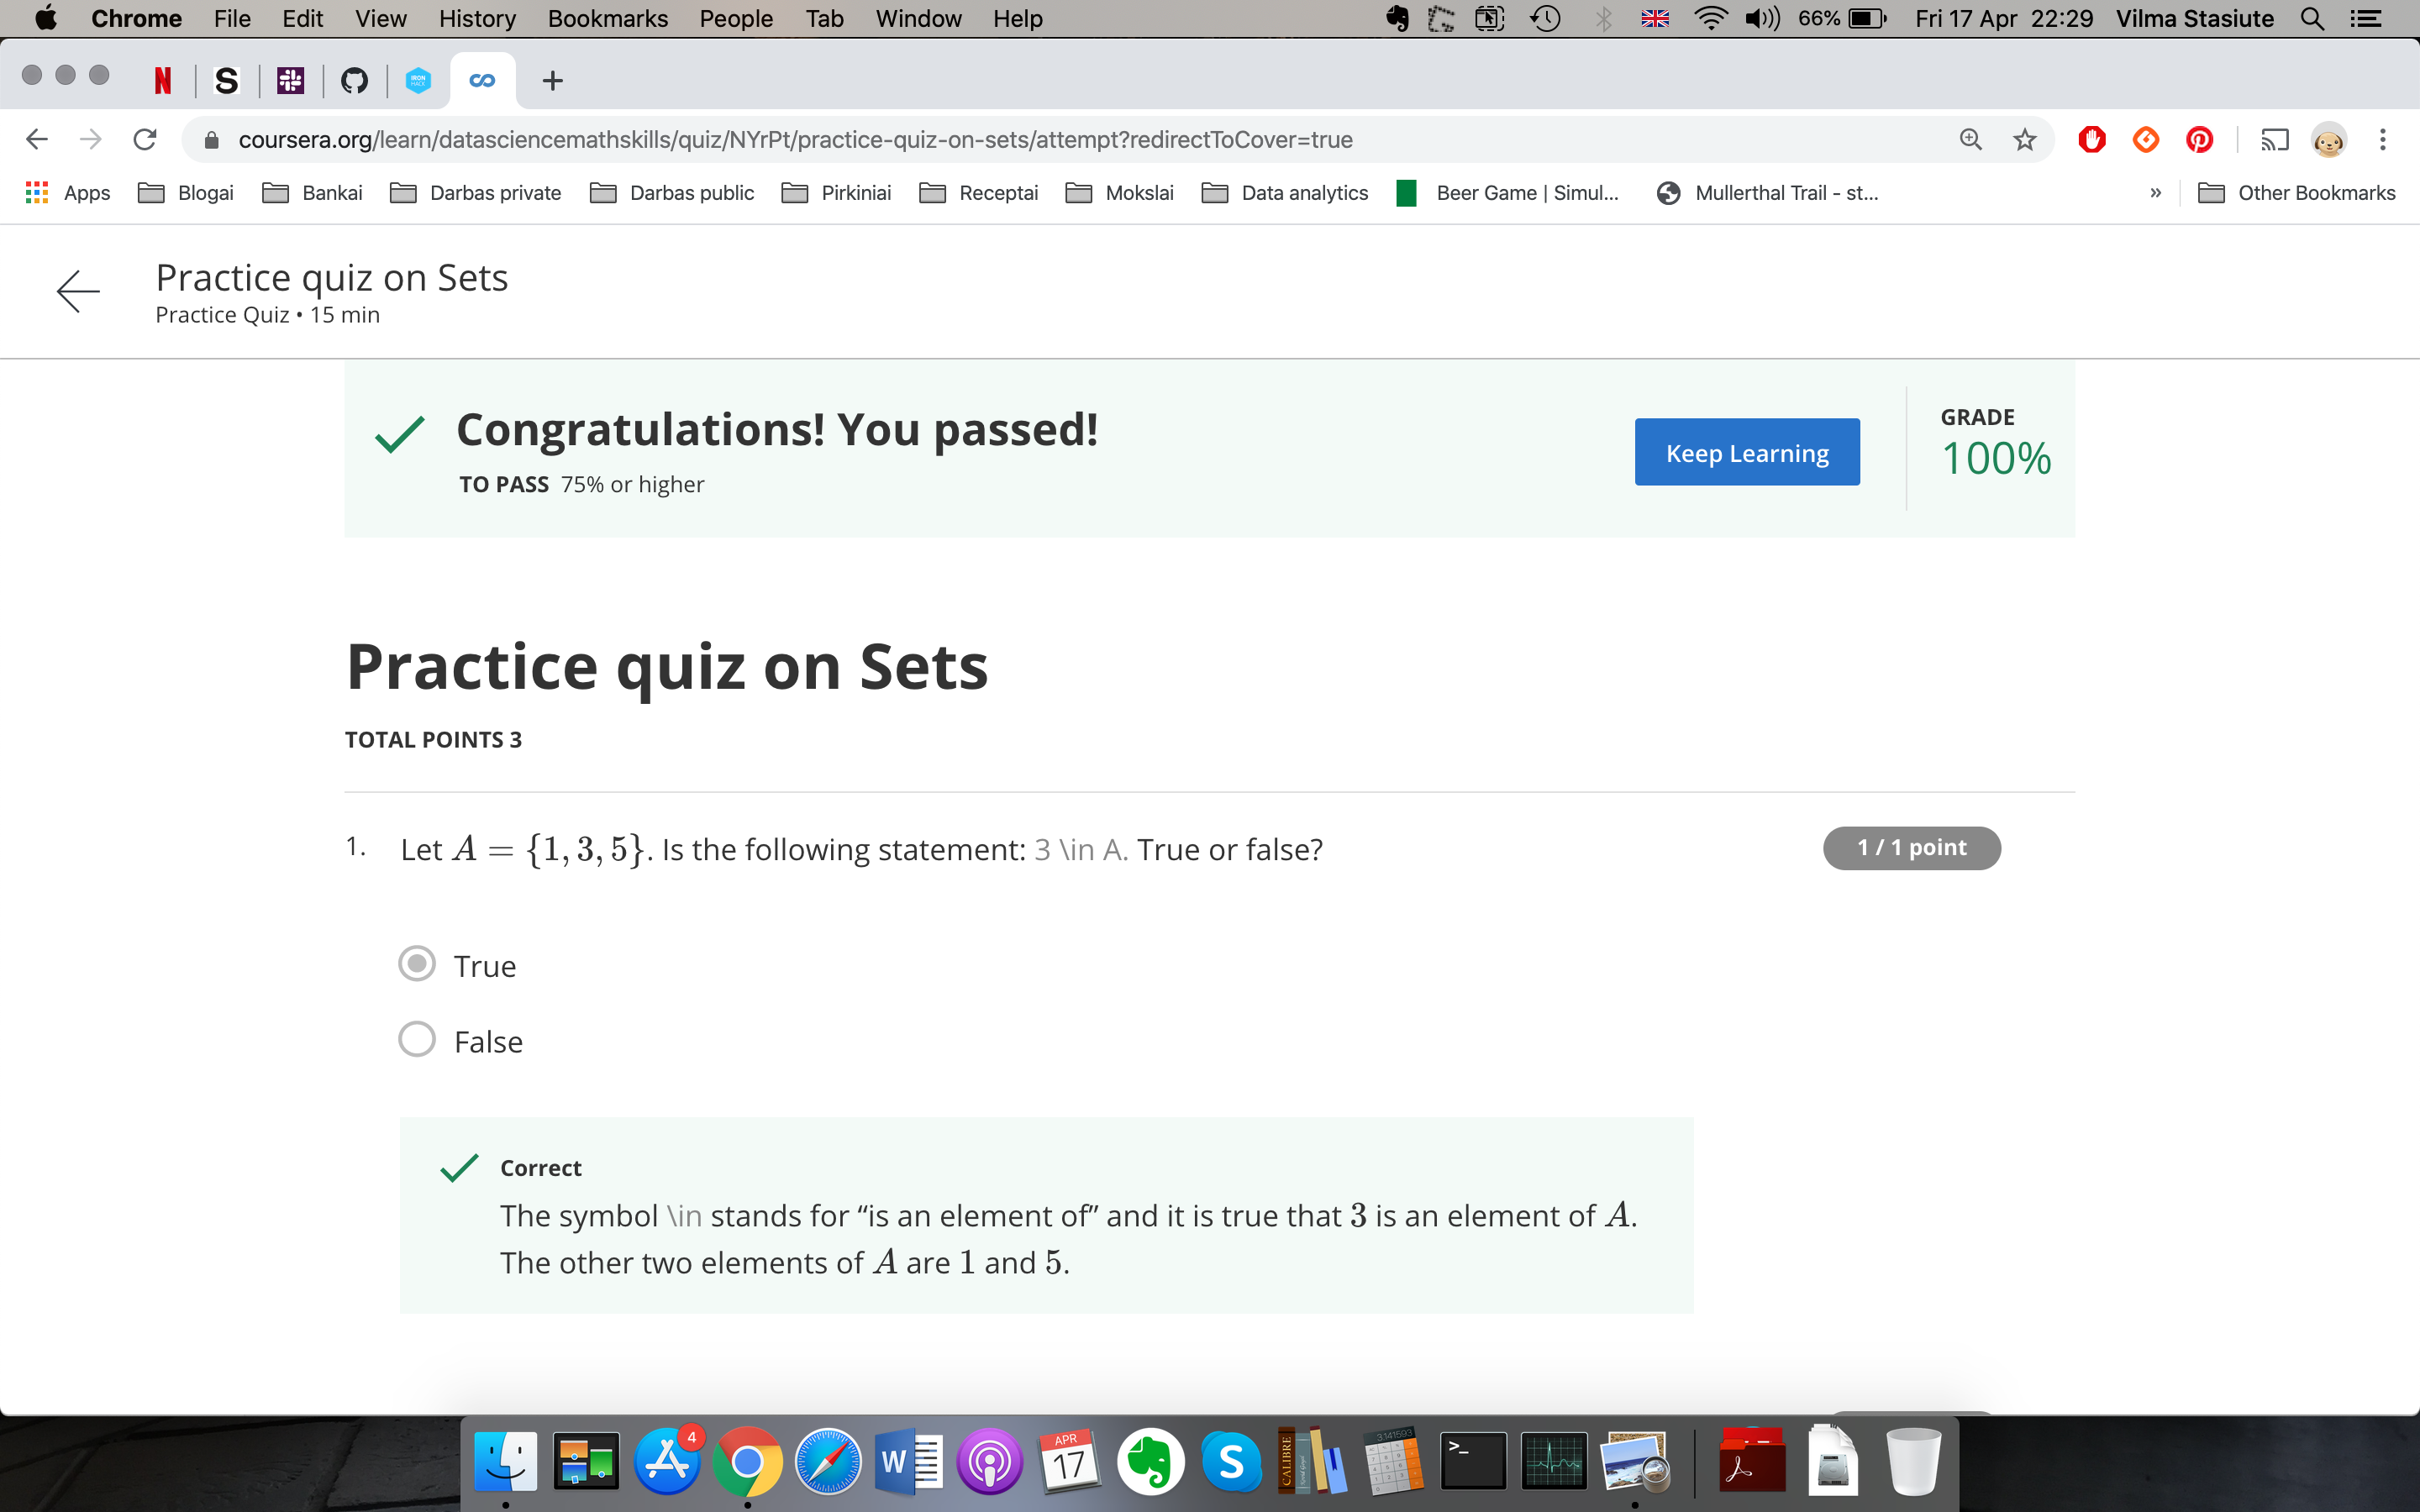 Chrome File Edit View History Bookmarks People Tab Window Help 66% Fri 17 Apr 22:29 Vilma Stasiute
N S IRON HACK
coursera.org/learn/datasciencemathskills/quiz/NYrPt/practice-quiz-on-sets/attempt?redirectToCover=true
Apps Blogai Bankai Darbas private Darbas public Pirkiniai Receptai Mokslai Data analytics Beer Game | Simul... Mullerthal Trail - st... » Other Bookmarks
Practice quiz on Sets
Practice Quiz • 15 min
Congratulations! You passed!
TO PASS 75% or higher
Keep Learning
GRADE
100%
Practice quiz on Sets
TOTAL POINTS 3
1. Let A = {1, 3, 5}. Is the following statement: 3 \in A. True or false?
1 / 1 point
True
False
Correct
The symbol \in stands for “is an element of” and it is true that 3 is an element of A.
The other two elements of A are 1 and 5.
4 W APR 17 S CALIBRE 3.141593 >_